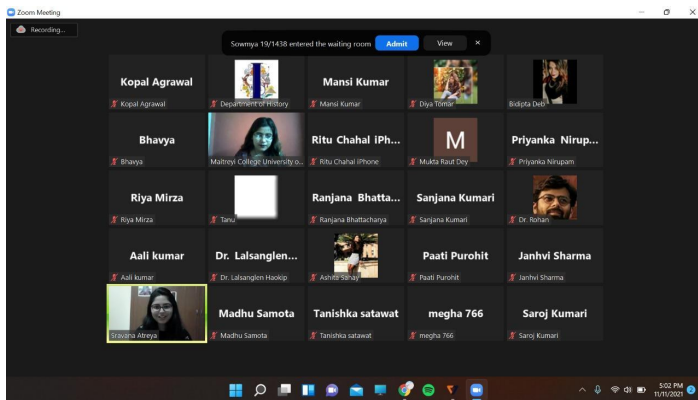 Zoom Meeting
Recording...
Sowmya 19/1438 entered the waiting room Admit View
Kopal Agrawal
Kopal Agrawal
Department of History
Mansi Kumar
Mansi Kumar
Diya Tomar
Bidipta Deb
Bhavya
Bhavya
Maitreyi College University o...
Ritu Chahal iPh...
Ritu Chahal iPhone
M
Mukta Raut Dey
Priyanka Nirup...
Priyanka Nirupam
Riya Mirza
Riya Mirza
Tanu
Ranjana Bhatta...
Ranjana Bhattacharya
Sanjana Kumari
Sanjana Kumari
Dr. Rohan
Aali kumar
Aali kumar
Dr. Lalsanglen...
Dr. Lalsanglen Haokip
Ashite Sahay
Paati Purohit
Paati Purohit
Janhvi Sharma
Janhvi Sharma
Sravana Atreya
Madhu Samota
Madhu Samota
Tanishka satawat
Tanishka satawat
megha 766
megha 766
Saroj Kumari
Saroj Kumari
5:02 PM
11/11/2021
2